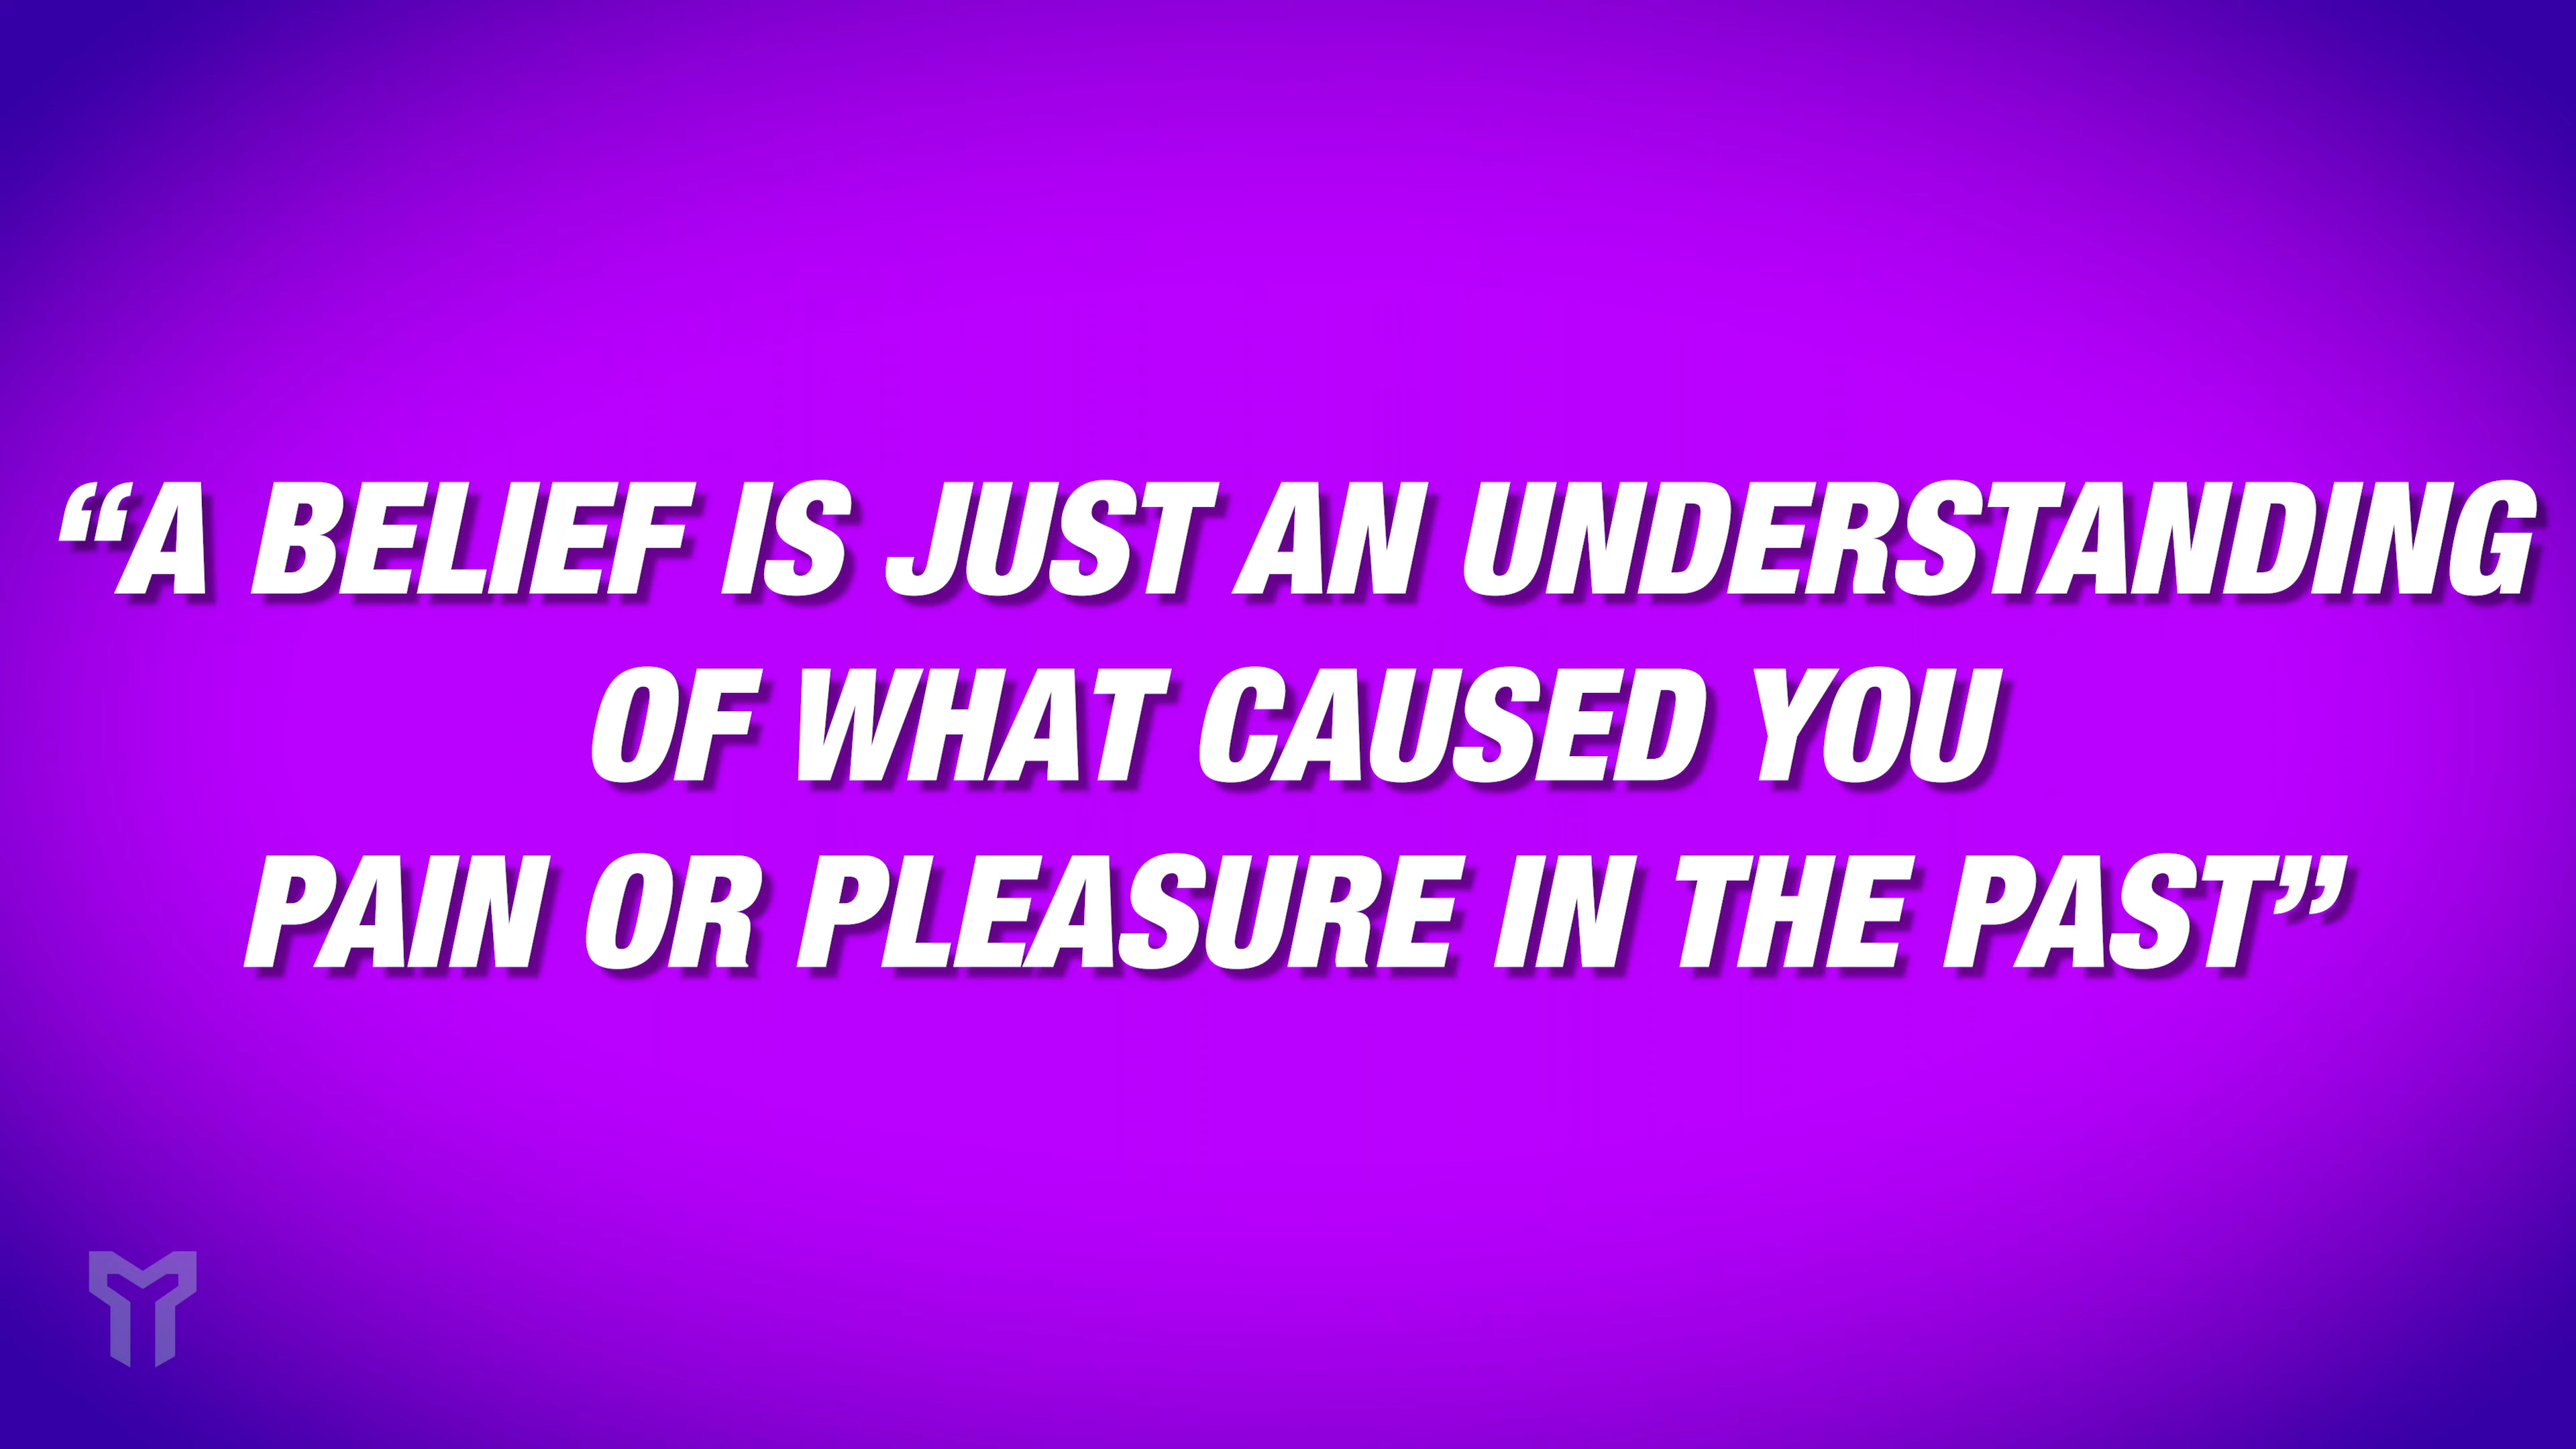 “A BELIEF IS JUST AN UNDERSTANDING
OF WHAT CAUSED YOU
PAIN OR PLEASURE IN THE PAST”